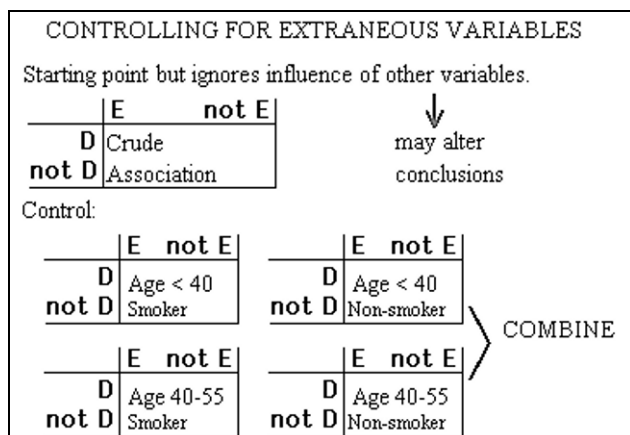 CONTROLLING FOR EXTRANEOUS VARIABLES
Starting point but ignores influence of other variables.
E not E
D Crude
not D Association
may alter
conclusions
Control:
E not E
D Age < 40
not D Smoker
E not E
D Age < 40
not D Non-smoker
COMBINE
E not E
D Age 40-55
not D Smoker
E not E
D Age 40-55
not D Non-smoker